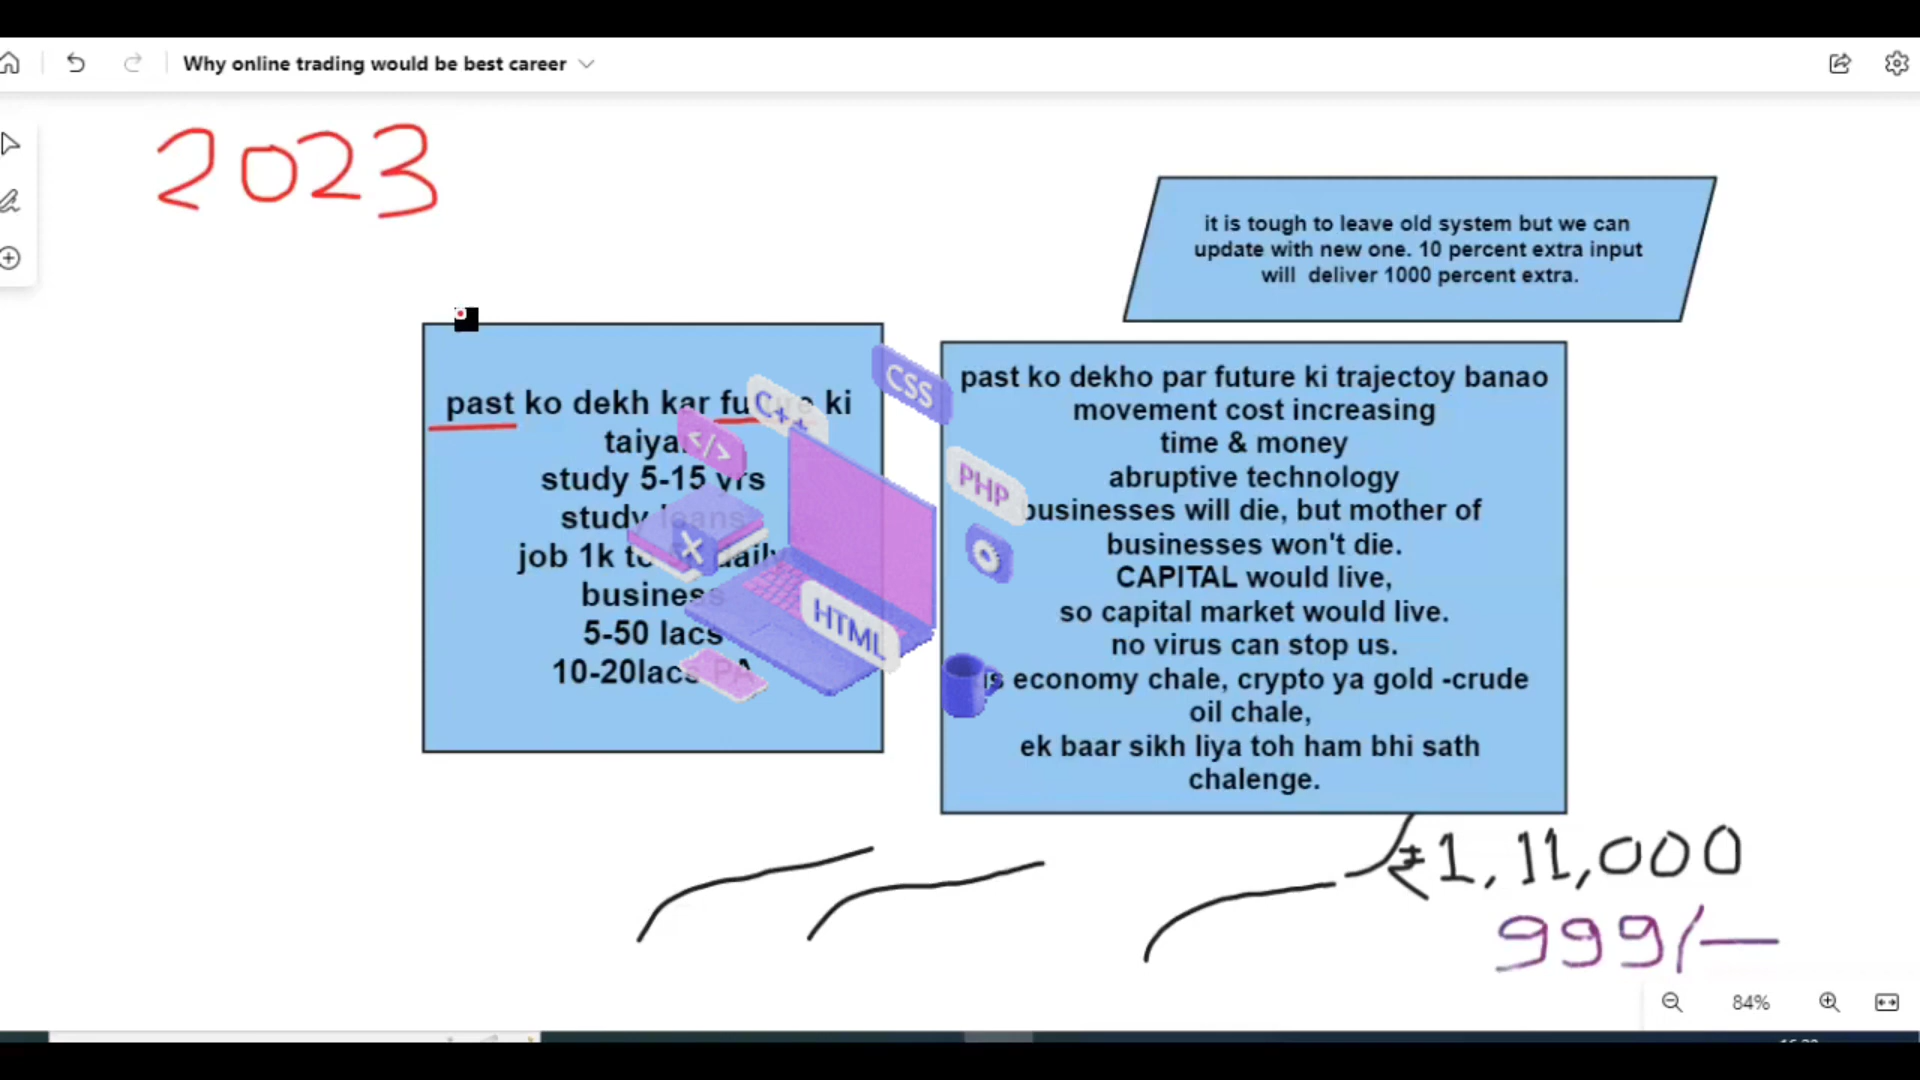 Why online trading would be best career
2023
it is tough to leave old system but we can
update with new one. 10 percent extra input
will deliver 1000 percent extra.
past ko dekh kar ki
study 5-15 yrs
study
job 1k
business
5-50 lacs
10-20lacs PA
C++
CSS
</>
PHP
HTML
past ko dekho par future ki trajectoy banao
movement cost increasing
time & money
abruptive technology
businesses will die, but mother of
businesses won't die.
CAPITAL would live,
so capital market would live.
no virus can stop us.
economy chale, crypto ya gold -crude
oil chale,
ek baar sikh liya toh ham bhi sath
chalenge.
₹1,11,000
999/—
84%